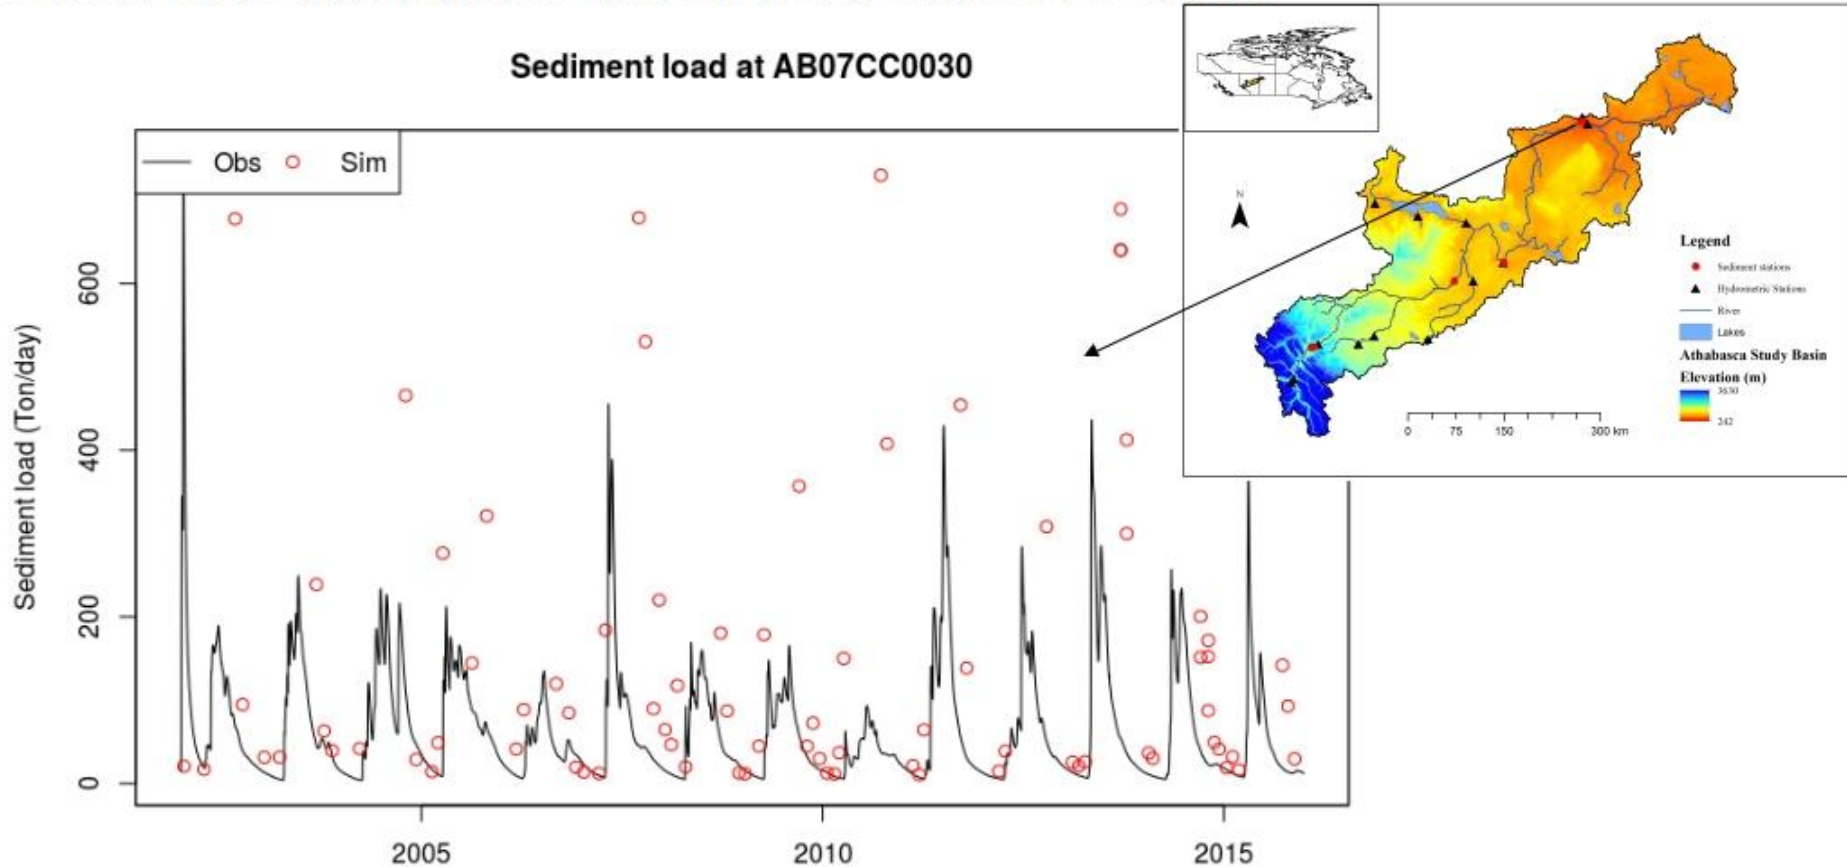 Sediment load at AB07CC0030
Obs Sim
Sediment load (Ton/day)
600
400
200
0
2005 2010 2015
N
Legend
Sediment stations
Hydrometric Stations
River
Lakes
Athabasca Study Basin
Elevation (m)
3630
242
0 75 150 300 km